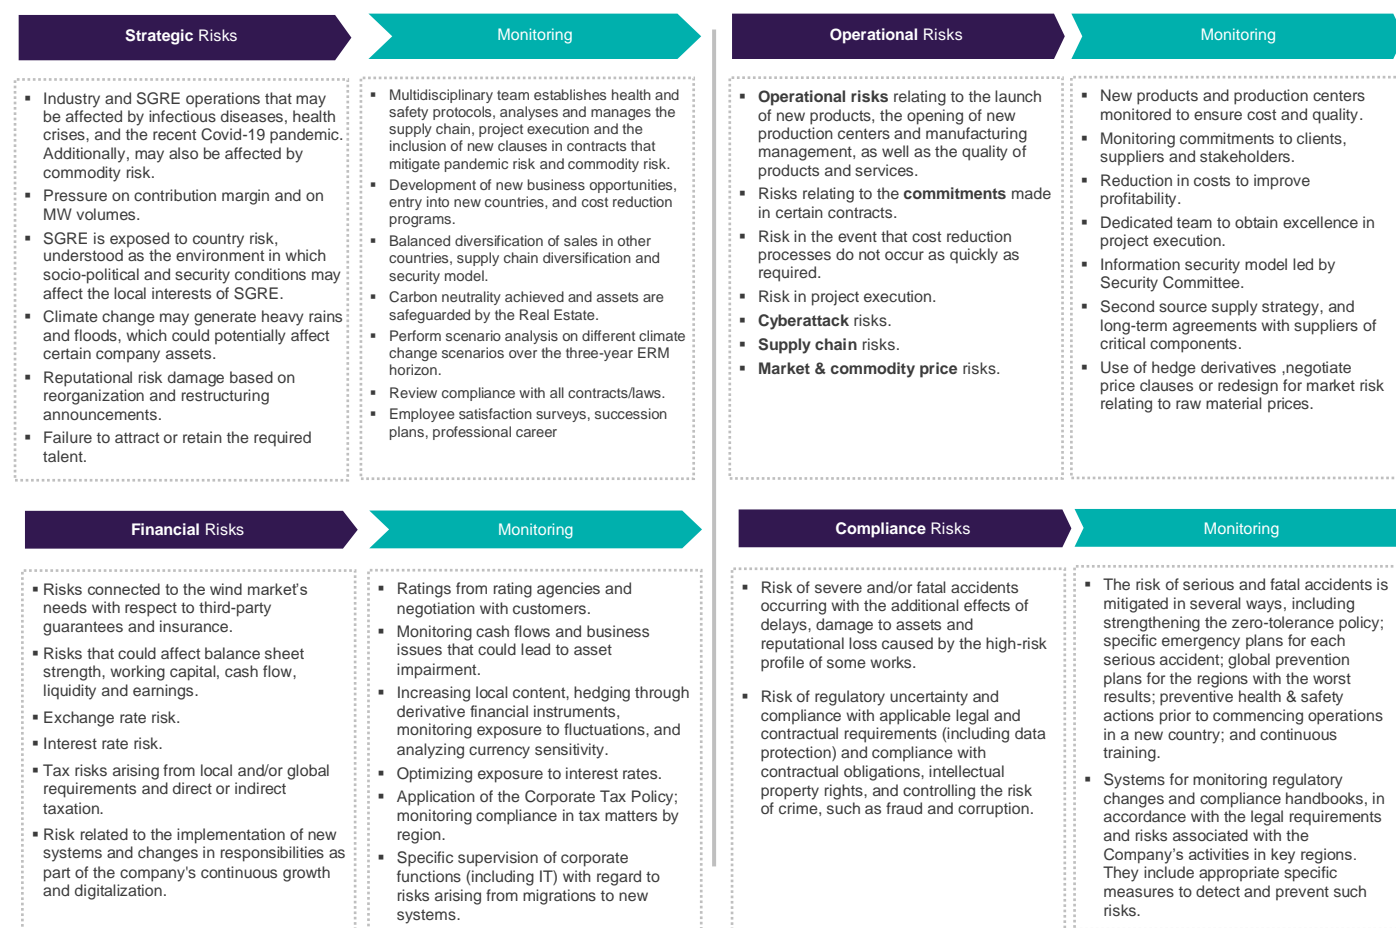 Strategic Risks
Monitoring
▪ Industry and SGRE operations that may
be affected by infectious diseases, health
crises, and the recent Covid-19 pandemic.
Additionally, may also be affected by
commodity risk.
▪ Pressure on contribution margin and on
MW volumes.
▪ SGRE is exposed to country risk,
understood as the environment in which
socio-political and security conditions may
affect the local interests of SGRE.
▪ Climate change may generate heavy rains
and floods, which could potentially affect
certain company assets.
▪ Reputational risk damage based on
reorganization and restructuring
announcements.
▪ Failure to attract or retain the required
talent.
▪ Multidisciplinary team establishes health and
safety protocols, analyses and manages the
supply chain, project execution and the
inclusion of new clauses in contracts that
mitigate pandemic risk and commodity risk.
▪ Development of new business opportunities,
entry into new countries, and cost reduction
programs.
▪ Balanced diversification of sales in other
countries, supply chain diversification and
security model.
▪ Carbon neutrality achieved and assets are
safeguarded by the Real Estate.
▪ Perform scenario analysis on different climate
change scenarios over the three-year ERM
horizon.
▪ Review compliance with all contracts/laws.
▪ Employee satisfaction surveys, succession
plans, professional career
Operational Risks
Monitoring
▪ Operational risks relating to the launch
of new products, the opening of new
production centers and manufacturing
management, as well as the quality of
products and services.
▪ Risks relating to the commitments made
in certain contracts.
▪ Risk in the event that cost reduction
processes do not occur as quickly as
required.
▪ Risk in project execution.
▪ Cyberattack risks.
▪ Supply chain risks.
▪ Market & commodity price risks.
▪ New products and production centers
monitored to ensure cost and quality.
▪ Monitoring commitments to clients,
suppliers and stakeholders.
▪ Reduction in costs to improve
profitability.
▪ Dedicated team to obtain excellence in
project execution.
▪ Information security model led by
Security Committee.
▪ Second source supply strategy, and
long-term agreements with suppliers of
critical components.
▪ Use of hedge derivatives ,negotiate
price clauses or redesign for market risk
relating to raw material prices.
Financial Risks
Monitoring
▪ Risks connected to the wind market's
needs with respect to third-party
guarantees and insurance.
▪ Risks that could affect balance sheet
strength, working capital, cash flow,
liquidity and earnings.
▪ Exchange rate risk.
▪ Interest rate risk.
▪ Tax risks arising from local and/or global
requirements and direct or indirect
taxation.
▪ Risk related to the implementation of new
systems and changes in responsibilities as
part of the company's continuous growth
and digitalization.
▪ Ratings from rating agencies and
negotiation with customers.
▪ Monitoring cash flows and business
issues that could lead to asset
impairment.
▪ Increasing local content, hedging through
derivative financial instruments,
monitoring exposure to fluctuations, and
analyzing currency sensitivity.
▪ Optimizing exposure to interest rates.
▪ Application of the Corporate Tax Policy;
monitoring compliance in tax matters by
region.
▪ Specific supervision of corporate
functions (including IT) with regard to
risks arising from migrations to new
systems.
Compliance Risks
Monitoring
▪ Risk of severe and/or fatal accidents
occurring with the additional effects of
delays, damage to assets and
reputational loss caused by the high-risk
profile of some works.
▪ Risk of regulatory uncertainty and
compliance with applicable legal and
contractual requirements (including data
protection) and compliance with
contractual obligations, intellectual
property rights, and controlling the risk
of crime, such as fraud and corruption.
▪ The risk of serious and fatal accidents is
mitigated in several ways, including
strengthening the zero-tolerance policy;
specific emergency plans for each
serious accident; global prevention
plans for the regions with the worst
results; preventive health & safety
actions prior to commencing operations
in a new country; and continuous
training.
▪ Systems for monitoring regulatory
changes and compliance handbooks, in
accordance with the legal requirements
and risks associated with the
Company's activities in key regions.
They include appropriate specific
measures to detect and prevent such
risks.